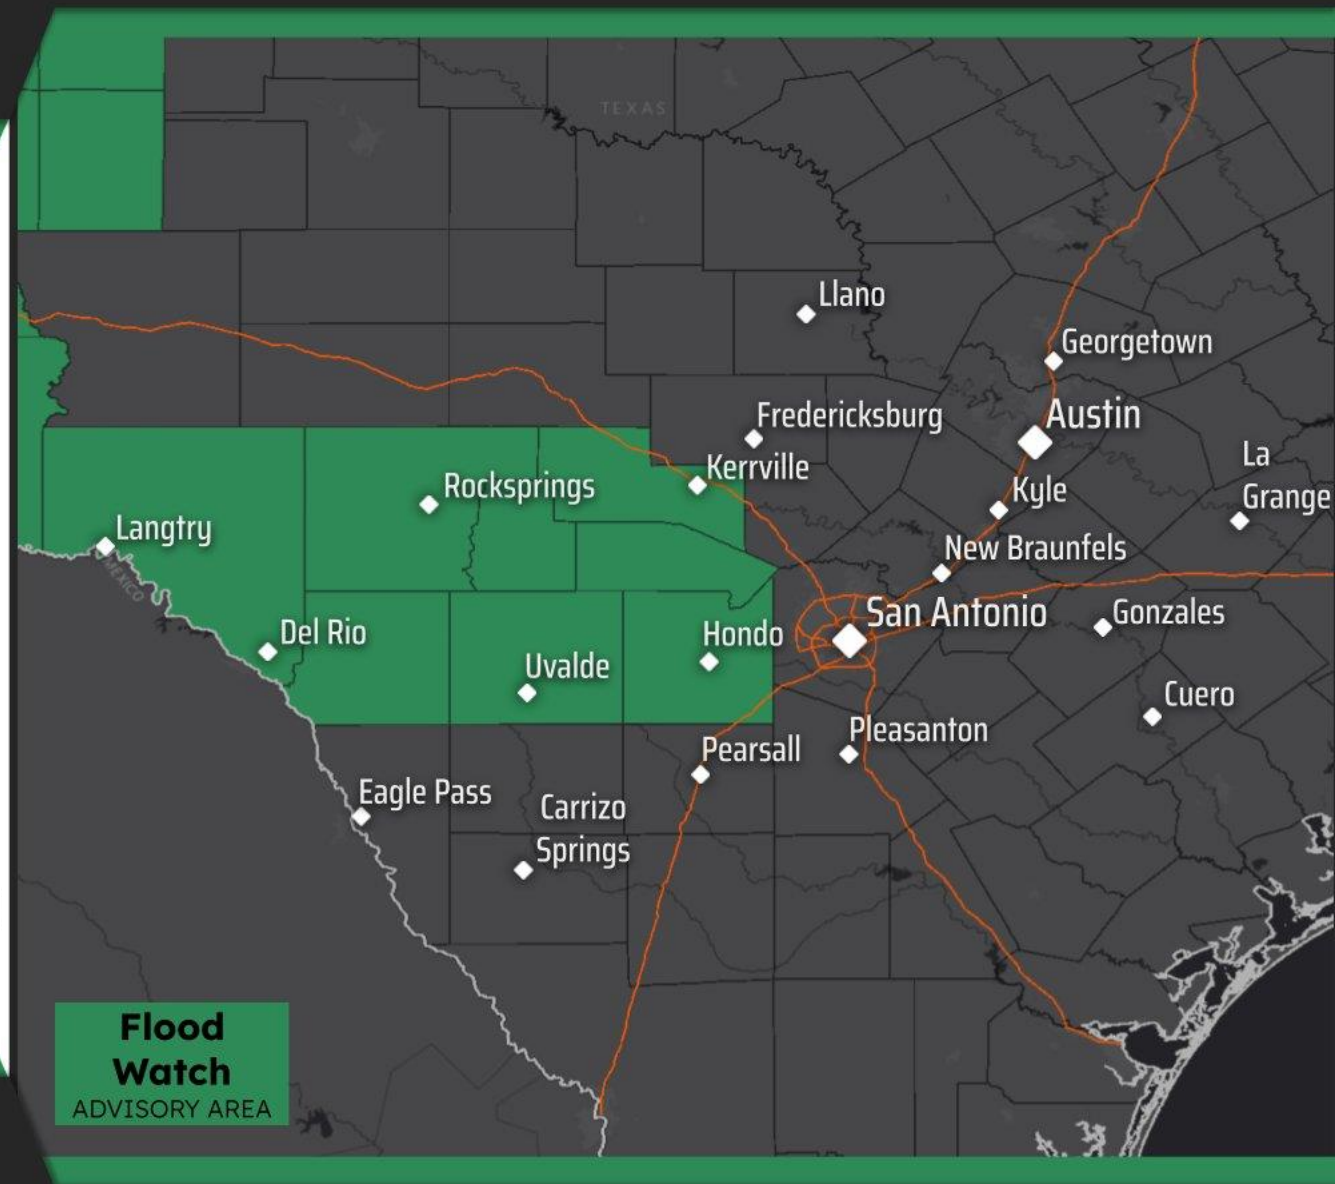 TEXAS
Llano
Georgetown
Austin
Fredericksburg
Kerrville
La
Grange
Rocksprings
Kyle
Langtry
New Braunfels
MEXICO
San Antonio
Gonzales
Del Rio
Hondo
Uvalde
Cuero
Pleasanton
Pearsall
Eagle Pass
Carrizo
Springs
Flood
Watch
ADVISORY AREA